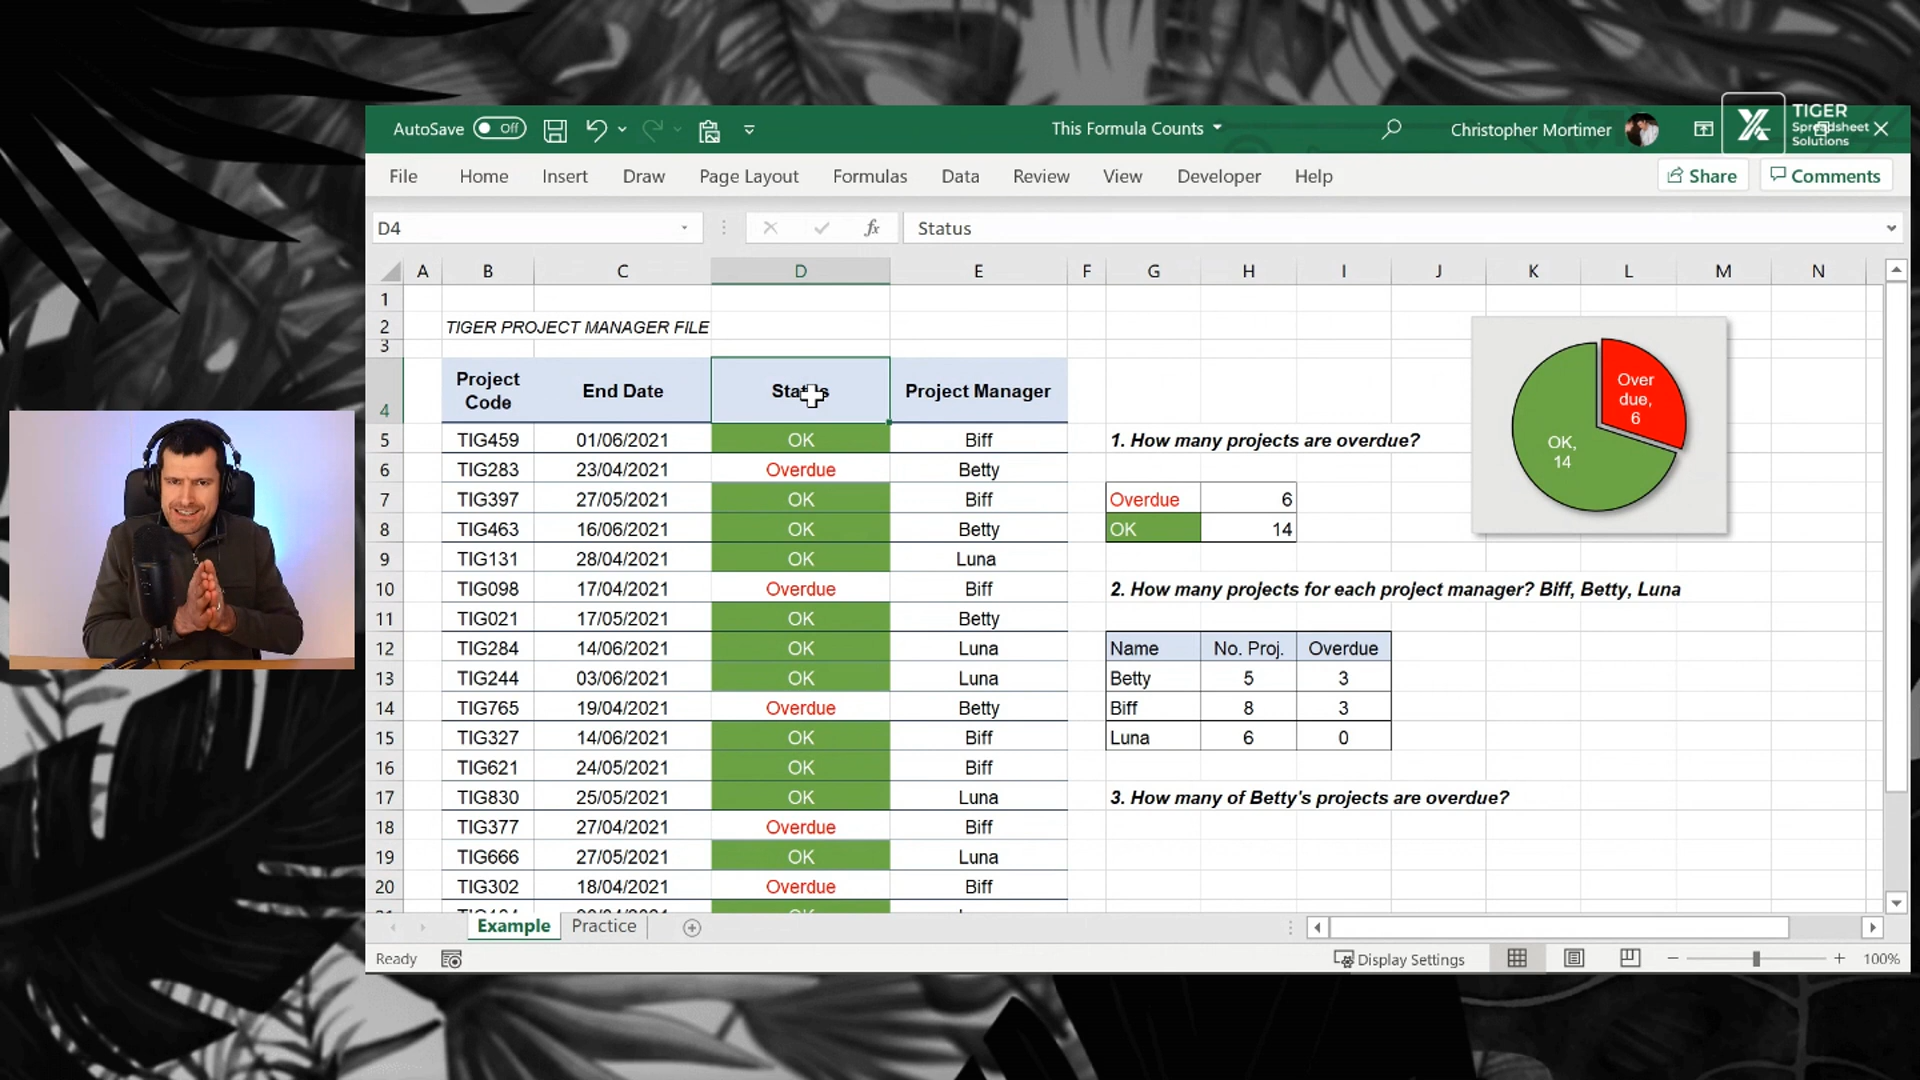 AutoSave Off This Formula Counts Christopher Mortimer
TIGER
Spreadsheet
Solutions
File Home Insert Draw Page Layout Formulas Data Review View Developer Help Share Comments
D4 fx Status
A B C D E F G H I J K L M N
1
2 TIGER PROJECT MANAGER FILE
3
4 Project Code End Date Status Project Manager
5 TIG459 01/06/2021 OK Biff 1. How many projects are overdue?
6 TIG283 23/04/2021 Overdue Betty
7 TIG397 27/05/2021 OK Biff Overdue 6
8 TIG463 16/06/2021 OK Betty OK 14
9 TIG131 28/04/2021 OK Luna
10 TIG098 17/04/2021 Overdue Biff 2. How many projects for each project manager? Biff, Betty, Luna
11 TIG021 17/05/2021 OK Betty
12 TIG284 14/06/2021 OK Luna Name No. Proj. Overdue
13 TIG244 03/06/2021 OK Luna Betty 5 3
14 TIG765 19/04/2021 Overdue Betty Biff 8 3
15 TIG327 14/06/2021 OK Biff Luna 6 0
16 TIG621 24/05/2021 OK Biff
17 TIG830 25/05/2021 OK Luna 3. How many of Betty's projects are overdue?
18 TIG377 27/04/2021 Overdue Biff
19 TIG666 27/05/2021 OK Luna
20 TIG302 18/04/2021 Overdue Biff
Over
due,
6
OK,
14
Example Practice
Ready Display Settings 100%